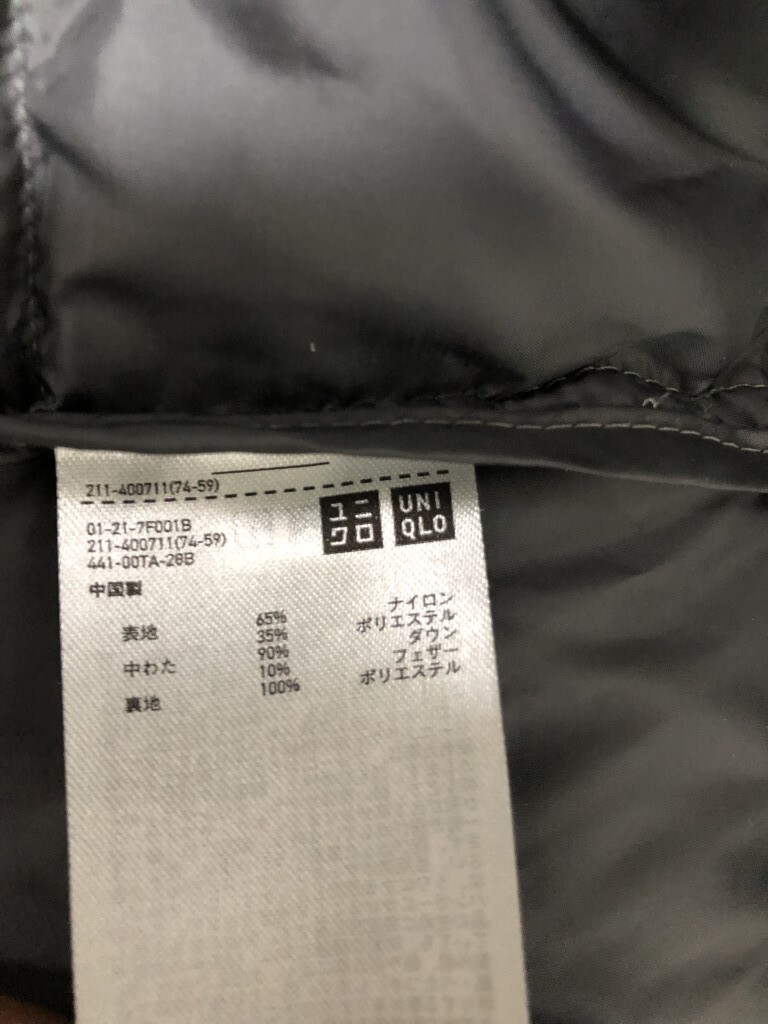 211-400711(74-59)
01-21-7F001B
211-400711(74-59)
441-00TA-28B
ユニクロ
UNIQLO
中国製
表地 65% ナイロン
35% ポリエステル
中わた 90% ダウン
10% フェザー
裏地 100% ポリエステル